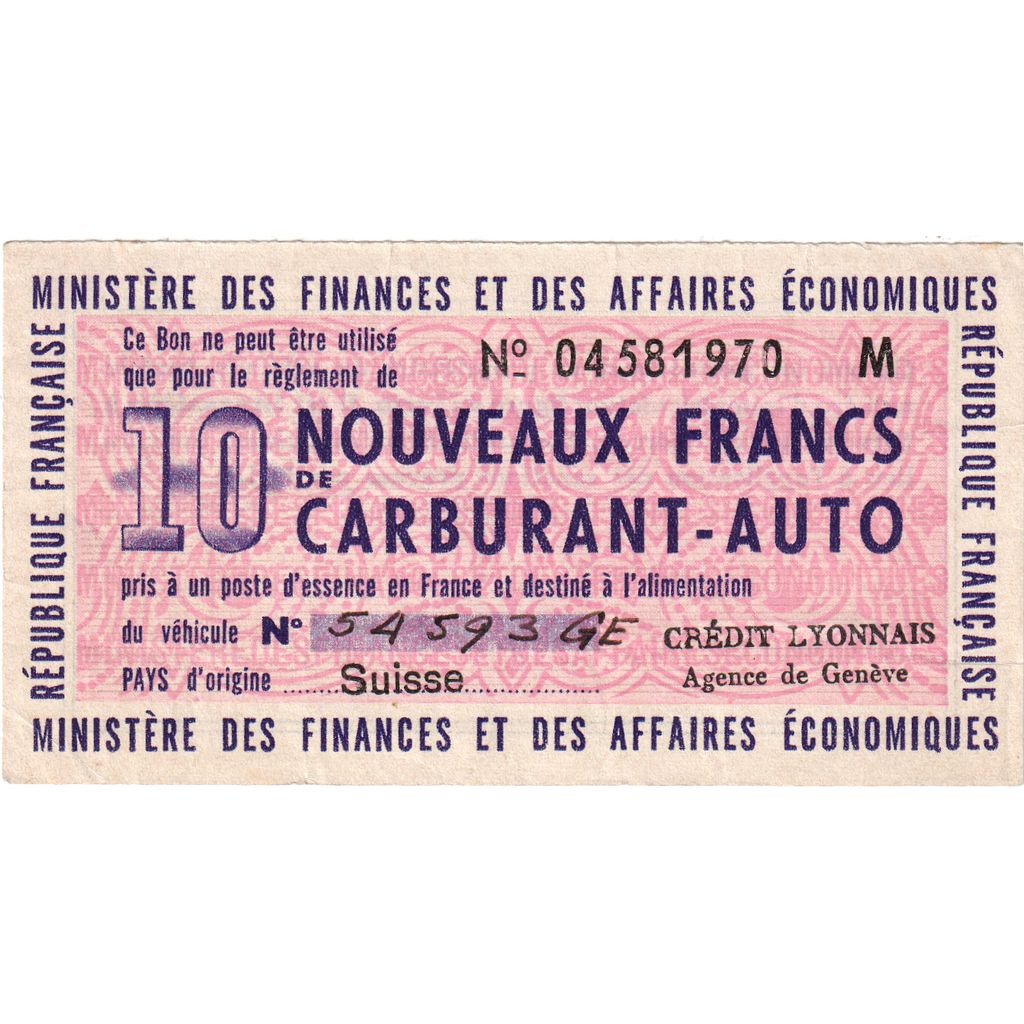 MINISTÈRE DES FINANCES ET DES AFFAIRES ÉCONOMIQUES
RÉPUBLIQUE FRANÇAISE
Ce Bon ne peut être utilisé
que pour le règlement de
Nº 04581970 M
10 NOUVEAUX FRANCS
DE
CARBURANT-AUTO
pris à un poste d'essence en France et destiné à l'alimentation
du véhicule N° 54593 GE
CRÉDIT LYONNAIS
Agence de Genève
PAYS d'origine ......Suisse..................
RÉPUBLIQUE FRANÇAISE
MINISTÈRE DES FINANCES ET DES AFFAIRES ÉCONOMIQUES